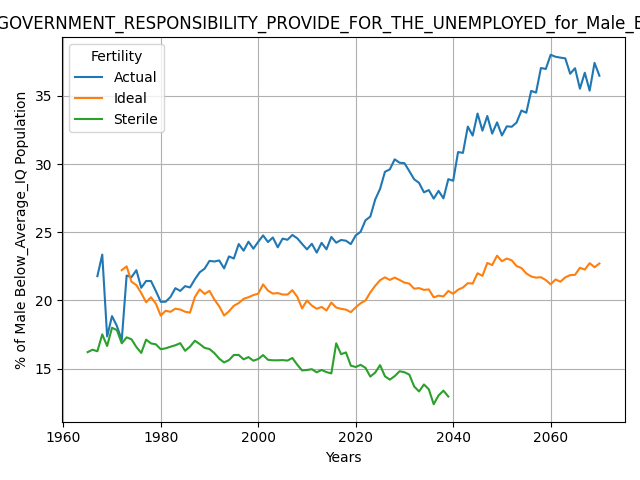 GOVERNMENT_RESPONSIBILITY_PROVIDE_FOR_THE_UNEMPLOYED_for_Male_B
Fertility
Actual
Ideal
Sterile
% of Male Below_Average_IQ Population
35
30
25
20
15
1960 1980 2000 2020 2040 2060
Years